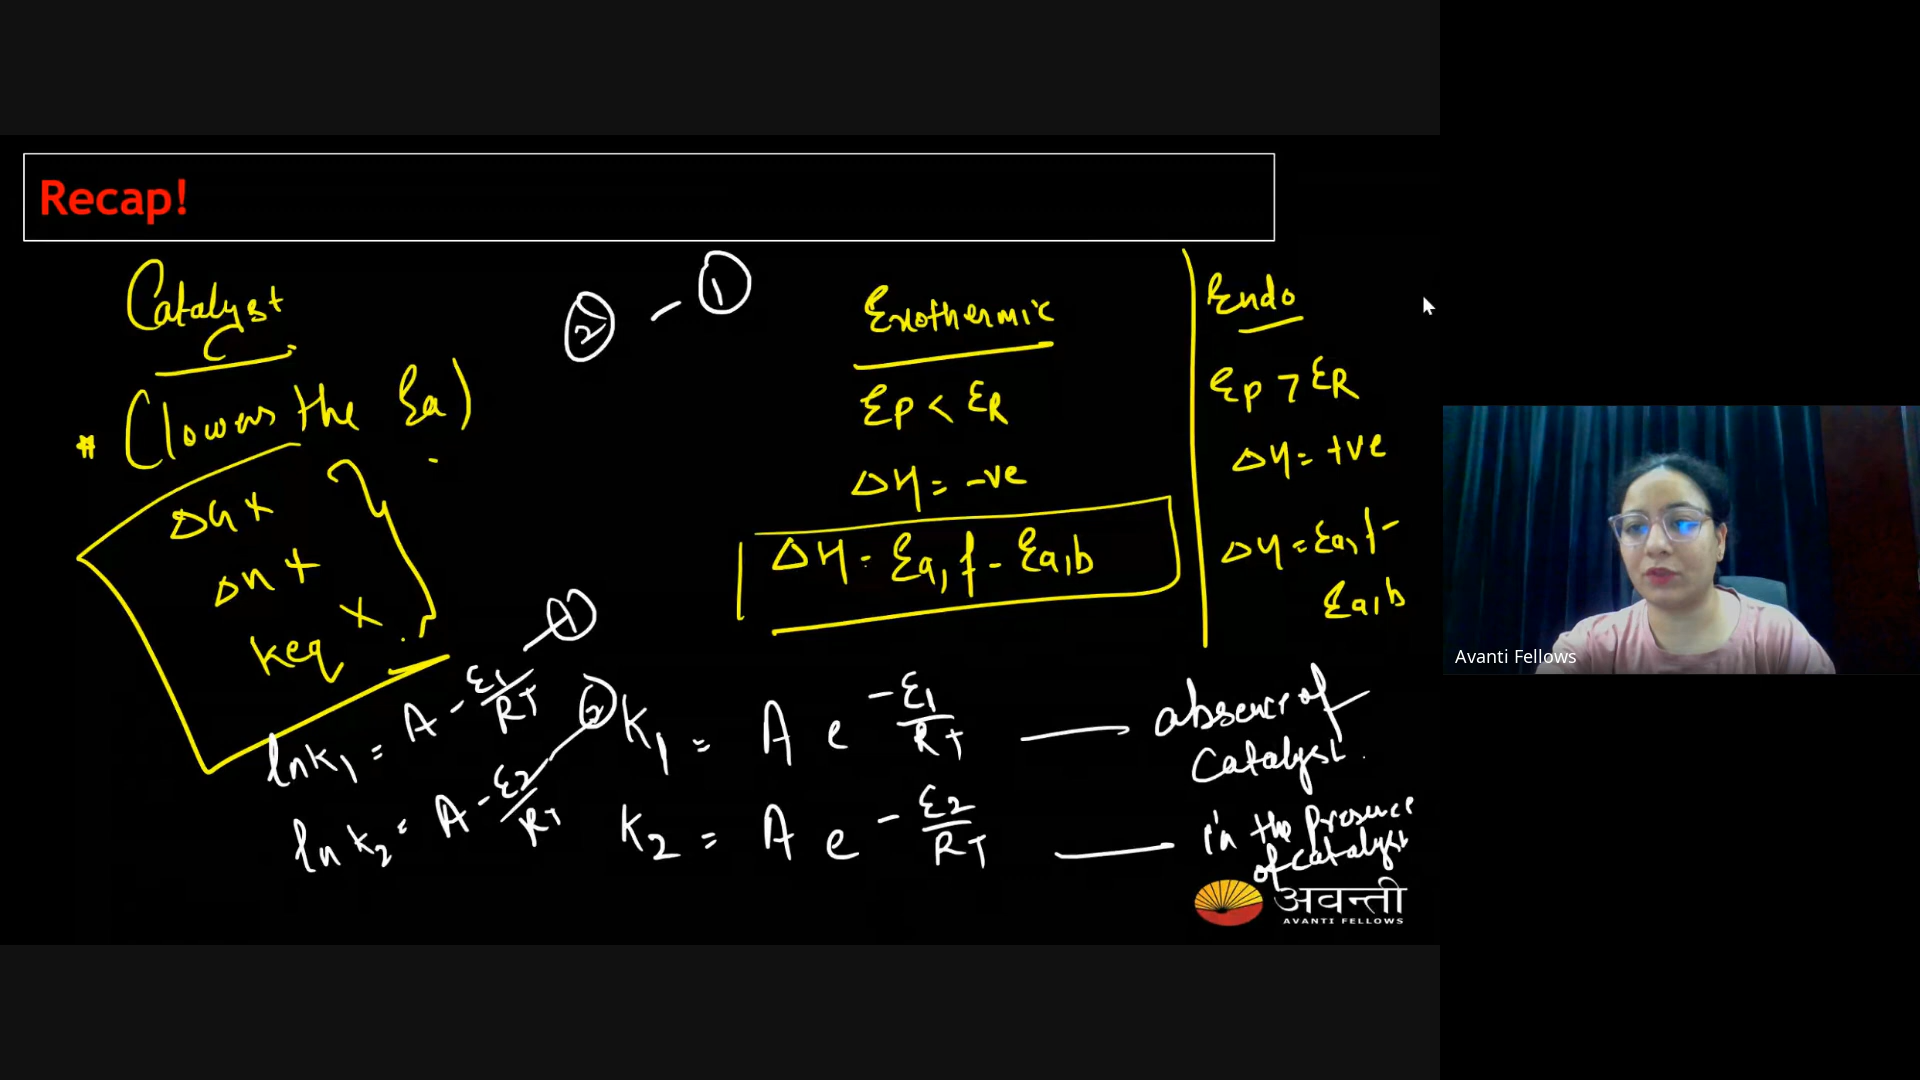 Recap!
Catalyst
* (lowers the Ea)
ΔG ×
ΔH ×
Keq ×
② - ①
Exothermic
Ep < ER
ΔH = -ve
ΔH = Ea,f - Ea,b
Endo
Ep > ER
ΔH = +ve
ΔH = Ea,f -
Ea,b
ln K1 = A - E1/RT — ①
ln K2 = A - E2/RT — ②
K1 = A e -E1/RT — absence of
Catalyst.
K2 = A e -E2/RT — in the presence
of catalyst
अवन्ती
AVANTI FELLOWS
Avanti Fellows